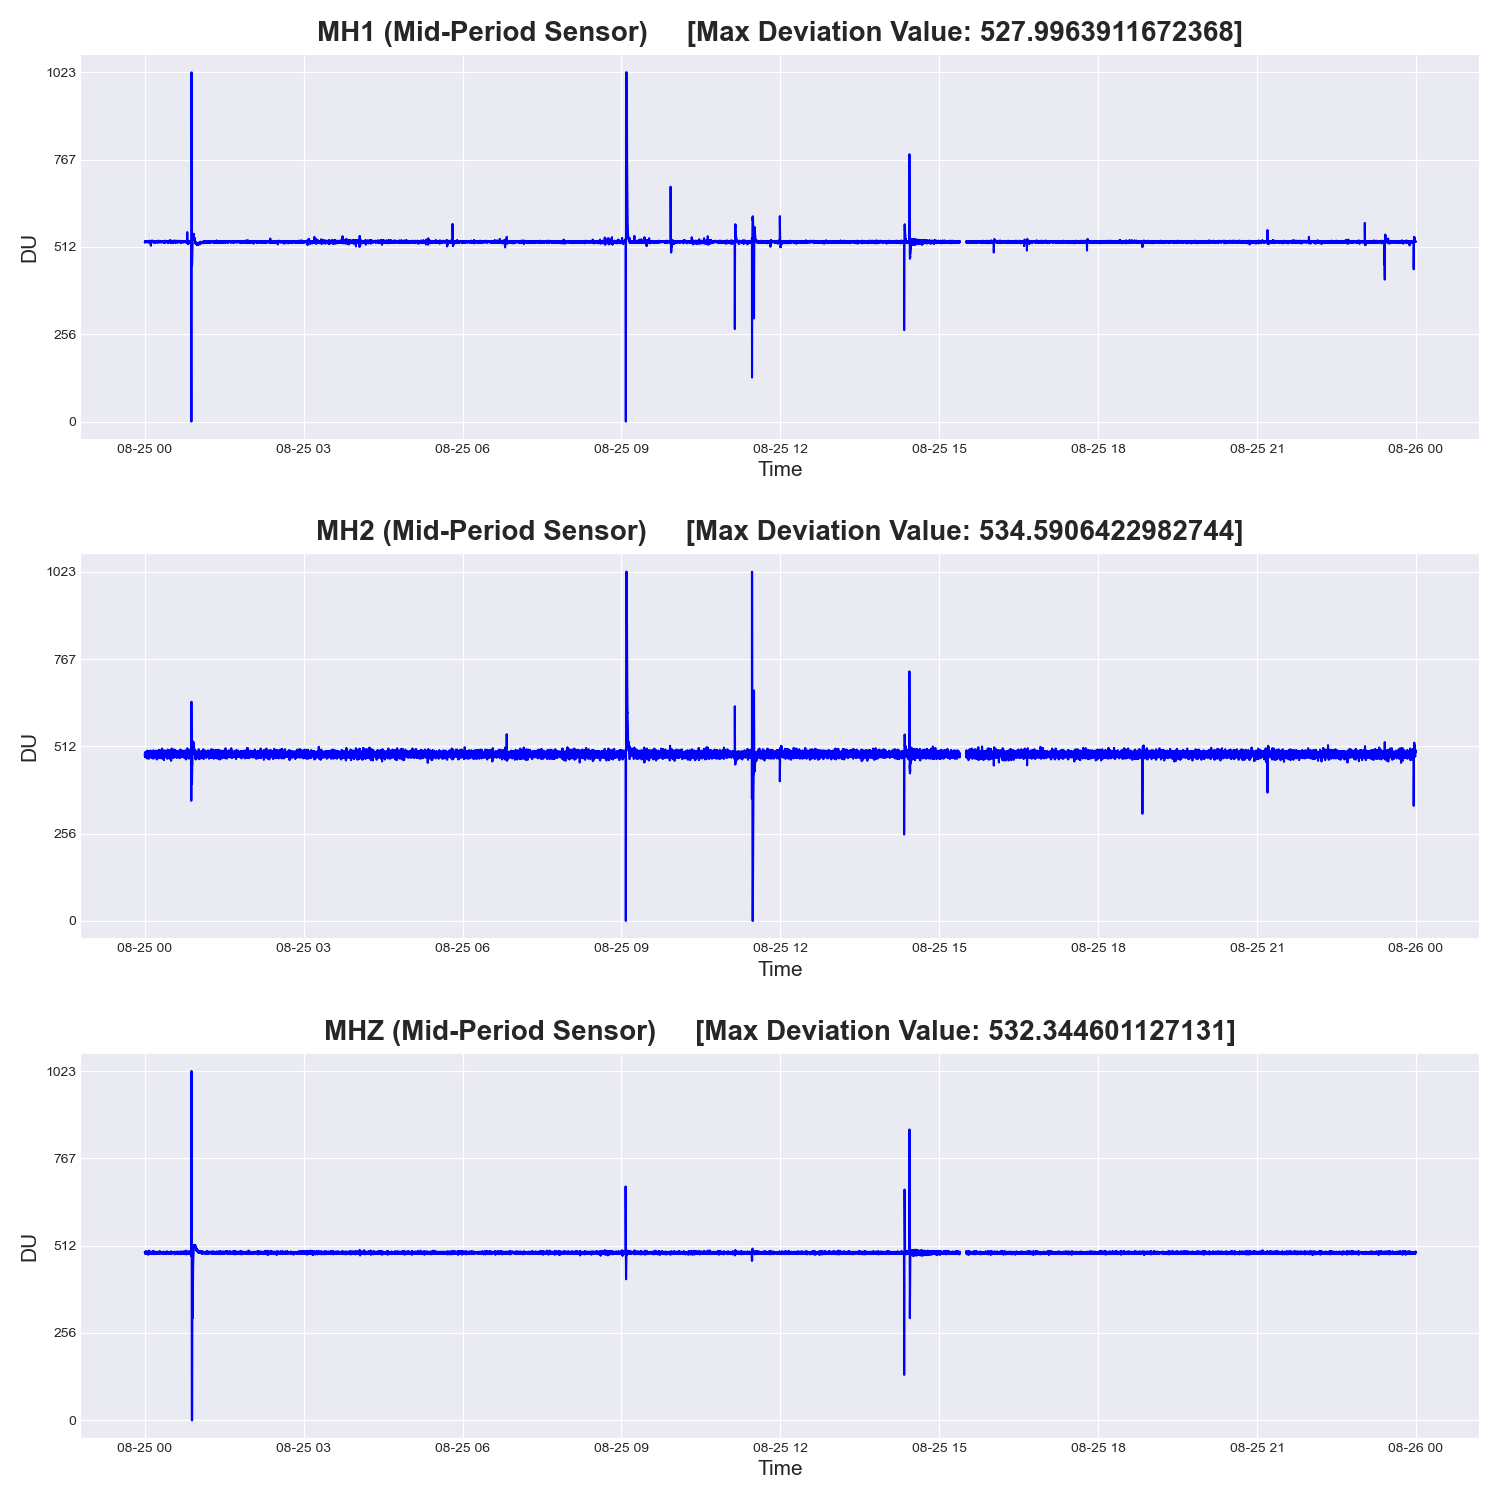 MH1 (Mid-Period Sensor) [Max Deviation Value: 527.9963911672368]
1023
767
512
256
0
DU
08-25 00 08-25 03 08-25 06 08-25 09 08-25 12 08-25 15 08-25 18 08-25 21 08-26 00
Time
MH2 (Mid-Period Sensor) [Max Deviation Value: 534.5906422982744]
1023
767
512
256
0
DU
08-25 00 08-25 03 08-25 06 08-25 09 08-25 12 08-25 15 08-25 18 08-25 21 08-26 00
Time
MHZ (Mid-Period Sensor) [Max Deviation Value: 532.344601127131]
1023
767
512
256
0
DU
08-25 00 08-25 03 08-25 06 08-25 09 08-25 12 08-25 15 08-25 18 08-25 21 08-26 00
Time